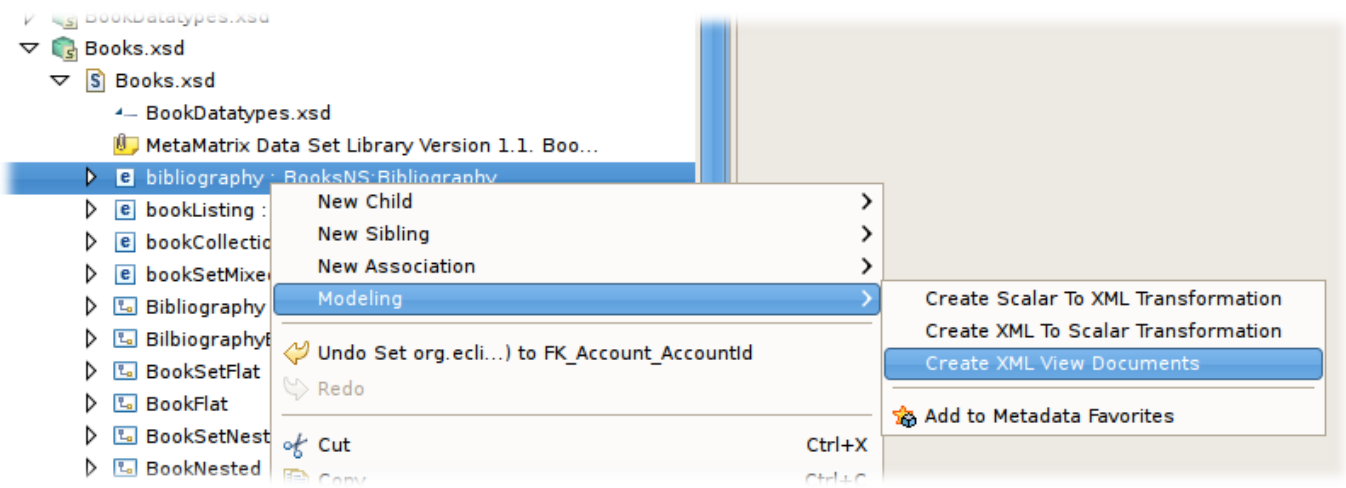 BookDatatypes.xsd
Books.xsd
Books.xsd
BookDatatypes.xsd
MetaMatrix Data Set Library Version 1.1. Boo...
bibliography : BooksNS:Bibliography
bookListing :
bookCollectio
bookSetMixe
Bibliography
Bilbiography
BookSetFlat
BookFlat
BookSetNest
BookNested
New Child
New Sibling
New Association
Modeling
Undo Set org.ecli...) to FK_Account_AccountId
Redo
Cut Ctrl+X
Copy Ctrl+C
Create Scalar To XML Transformation
Create XML To Scalar Transformation
Create XML View Documents
Add to Metadata Favorites